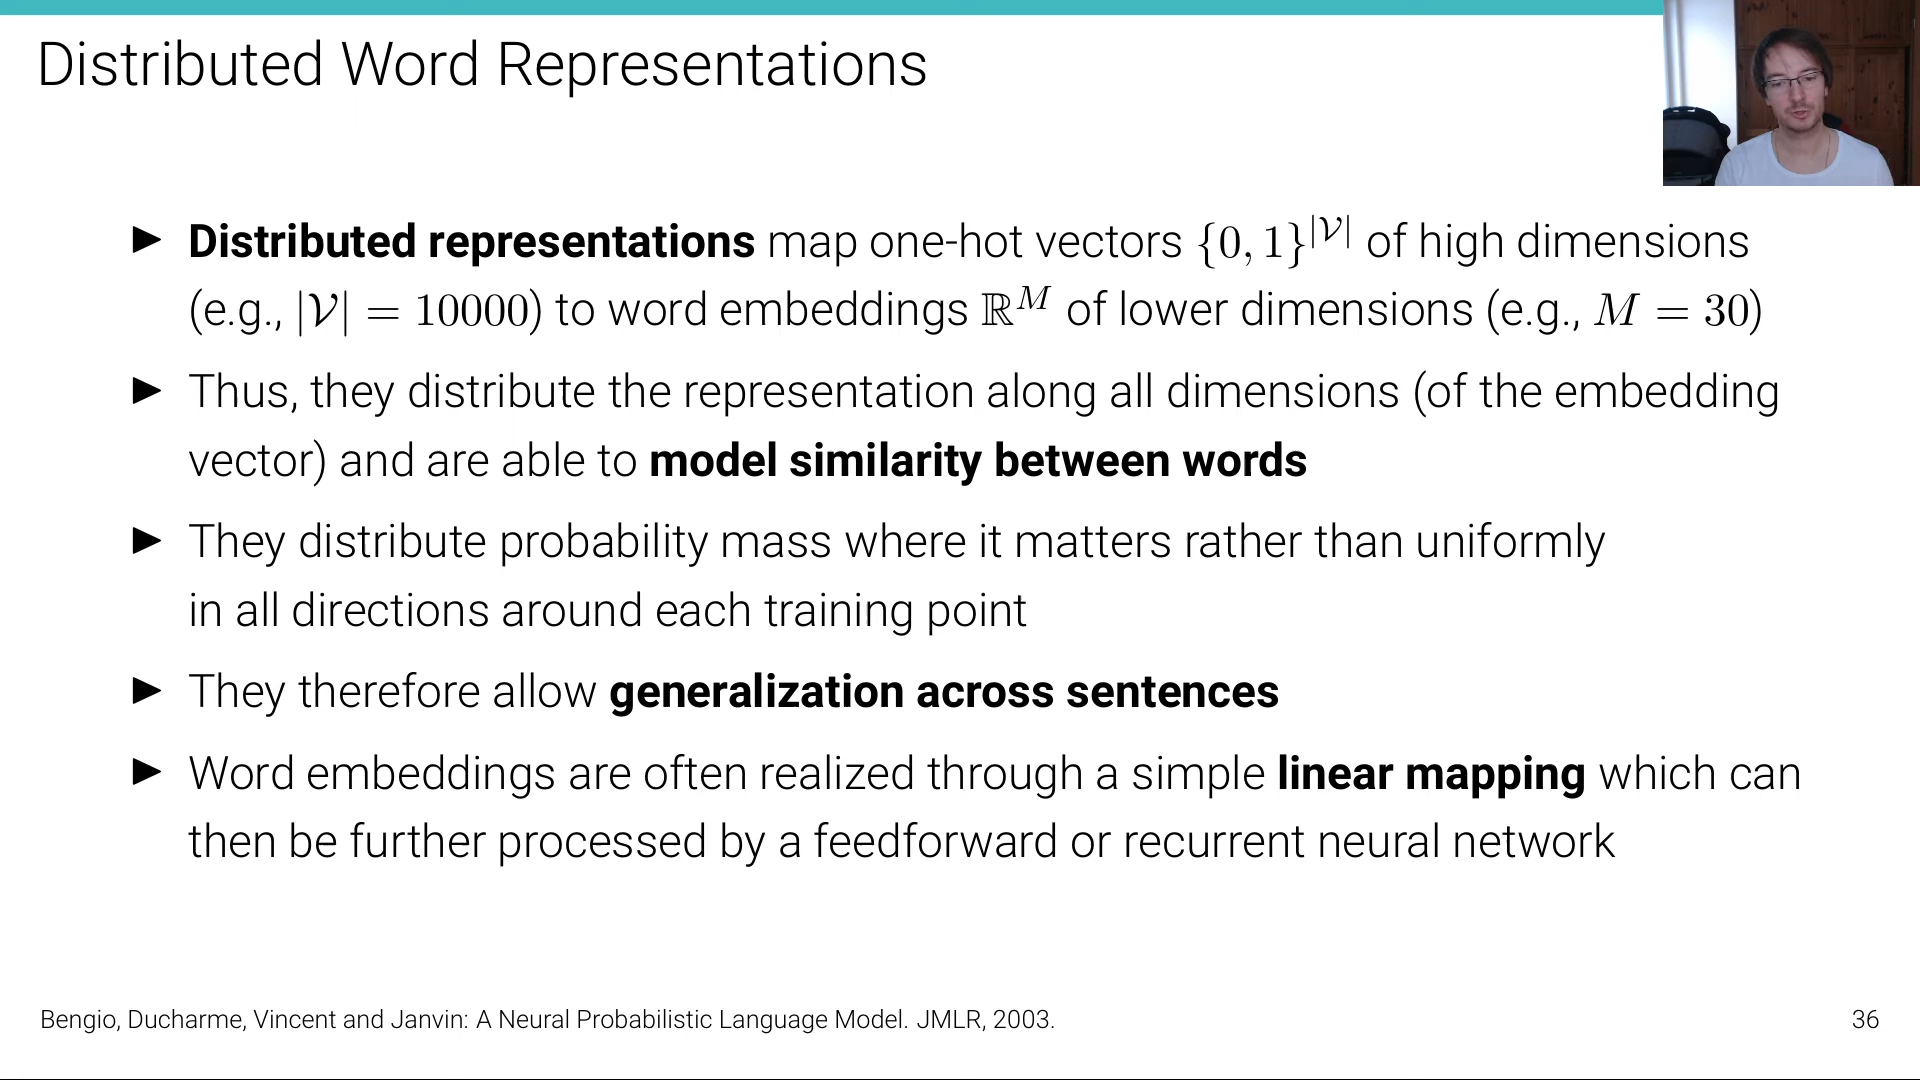 Distributed Word Representations
▶ Distributed representations map one-hot vectors {0, 1}^|𝒱| of high dimensions
(e.g., |𝒱| = 10000) to word embeddings ℝ^M of lower dimensions (e.g., M = 30)
▶ Thus, they distribute the representation along all dimensions (of the embedding
vector) and are able to model similarity between words
▶ They distribute probability mass where it matters rather than uniformly
in all directions around each training point
▶ They therefore allow generalization across sentences
▶ Word embeddings are often realized through a simple linear mapping which can
then be further processed by a feedforward or recurrent neural network
Bengio, Ducharme, Vincent and Janvin: A Neural Probabilistic Language Model. JMLR, 2003.
36